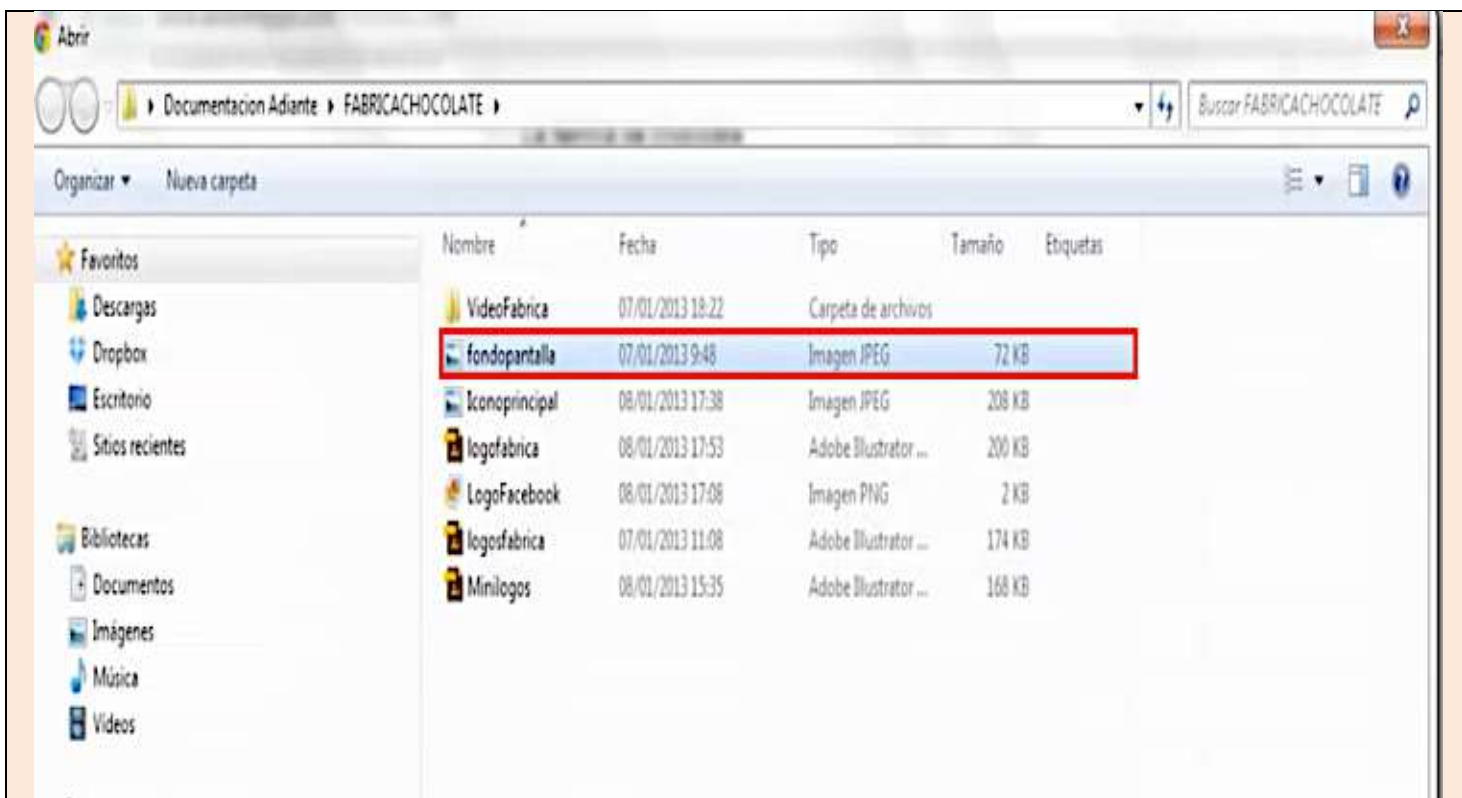 Abrir
Documentacion Adiante FABRICACHOCOLATE
Buscar FABRICACHOCOLATE
Organizar Nueva carpeta
Nombre Fecha Tipo Tamaño Etiquetas
Favoritos
Descargas
Dropbox
Escritorio
Sitios recientes
Bibliotecas
Documentos
Imágenes
Música
Vídeos
VideoFabrica 07/01/2013 18:22 Carpeta de archivos
fondopantalla 07/01/2013 9:48 Imagen JPEG 72 KB
Iconoprincipal 08/01/2013 17:38 Imagen JPEG 208 KB
logofabrica 08/01/2013 17:53 Adobe Illustrator ... 200 KB
LogoFacebook 08/01/2013 17:08 Imagen PNG 2 KB
logosfabrica 07/01/2013 11:08 Adobe Illustrator ... 174 KB
Minilogos 08/01/2013 15:35 Adobe Illustrator ... 168 KB